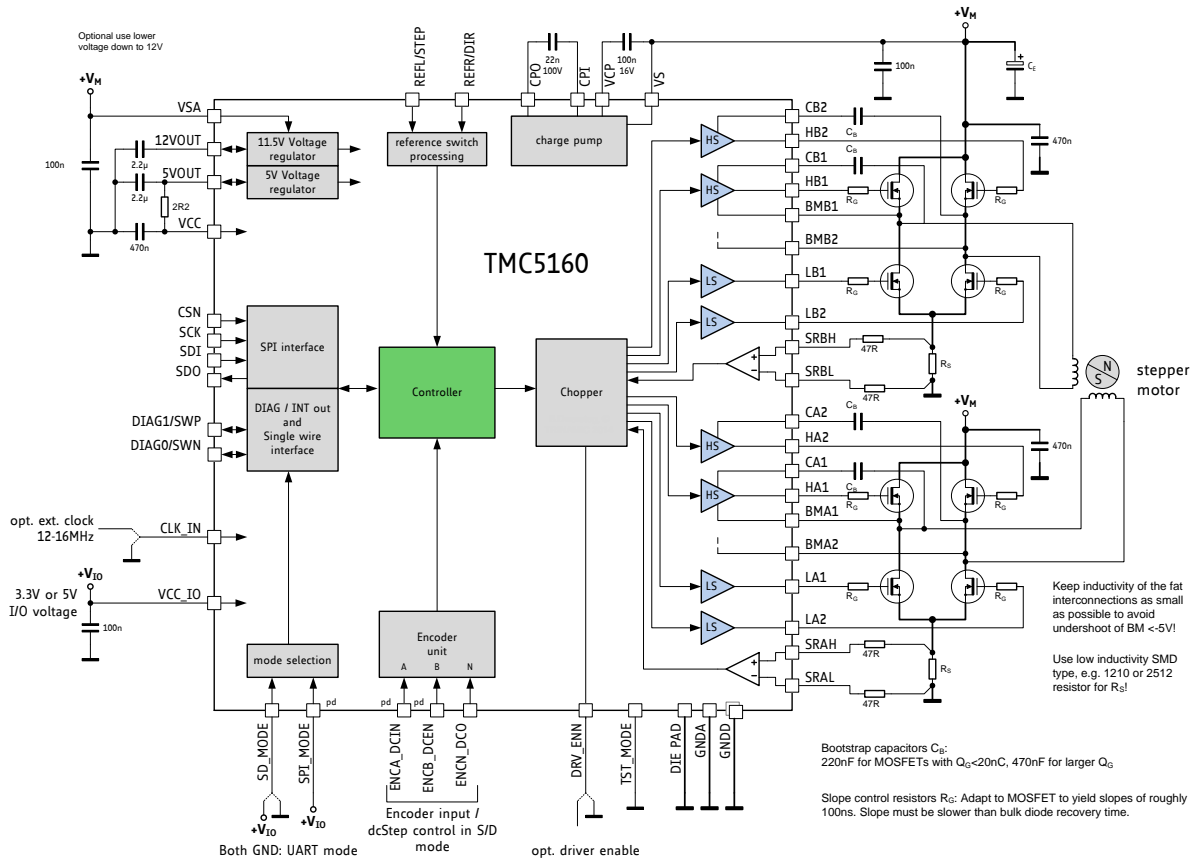 +VM
Optional use lower
voltage down to 12V
+VM
VSA
100n
12VOUT
2.2µ
5VOUT
2.2µ
2R2
VCC
470n
11.5V Voltage
regulator
5V Voltage
regulator
REFL/STEP
REFR/DIR
reference switch
processing
CPO
22n
100V
CPI
VCP
100n
16V
VS
charge pump
100n
+
CE
470n
TMC5160
HS
HS
LS
LS
CB2
CB
HB2
CB1
CB
HB1
RG
RG
BMB1
BMB2
LB1
RG
RG
LB2
SRBH
47R
RS
SRBL
47R
+
−
CSN
SCK
SDI
SDO
SPI interface
DIAG1/SWP
DIAG0/SWN
DIAG / INT out
and
Single wire
interface
Controller
Chopper
N
S
stepper
motor
+VM
470n
HS
HS
LS
LS
CA2
CB
HA2
CA1
CB
HA1
RG
RG
BMA1
BMA2
LA1
RG
RG
LA2
SRAH
47R
RS
SRAL
47R
+
−
opt. ext. clock
12-16MHz
CLK_IN
+VIO
3.3V or 5V
I/O voltage
VCC_IO
100n
mode selection
Encoder
unit
A
B
N
pd
pd
pd
SD_MODE
SPI_MODE
ENCA_DCIN
ENCB_DCEN
ENCN_DCO
DRV_ENN
TST_MODE
DIE PAD
GNDA
GNDD
+VIO
+VIO
Both GND: UART mode
Encoder input /
dcStep control in S/D
mode
opt. driver enable
Keep inductivity of the fat
interconnections as small
as possible to avoid
undershoot of BM <-5V!
Use low inductivity SMD
type, e.g. 1210 or 2512
resistor for RS!
Bootstrap capacitors CB:
220nF for MOSFETs with QG<20nC, 470nF for larger QG
Slope control resistors RG: Adapt to MOSFET to yield slopes of roughly
100ns. Slope must be slower than bulk diode recovery time.